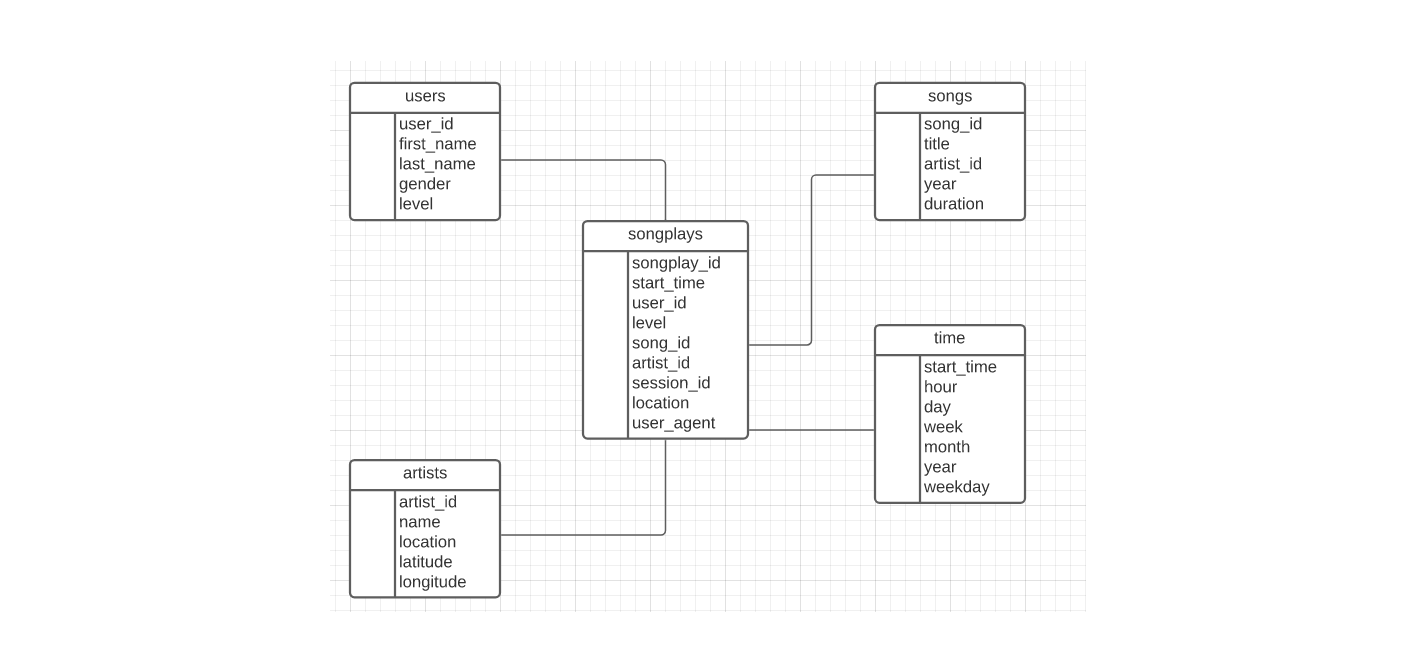 users
user_id
first_name
last_name
gender
level
songs
song_id
title
artist_id
year
duration
songplays
songplay_id
start_time
user_id
level
song_id
artist_id
session_id
location
user_agent
time
start_time
hour
day
week
month
year
weekday
artists
artist_id
name
location
latitude
longitude